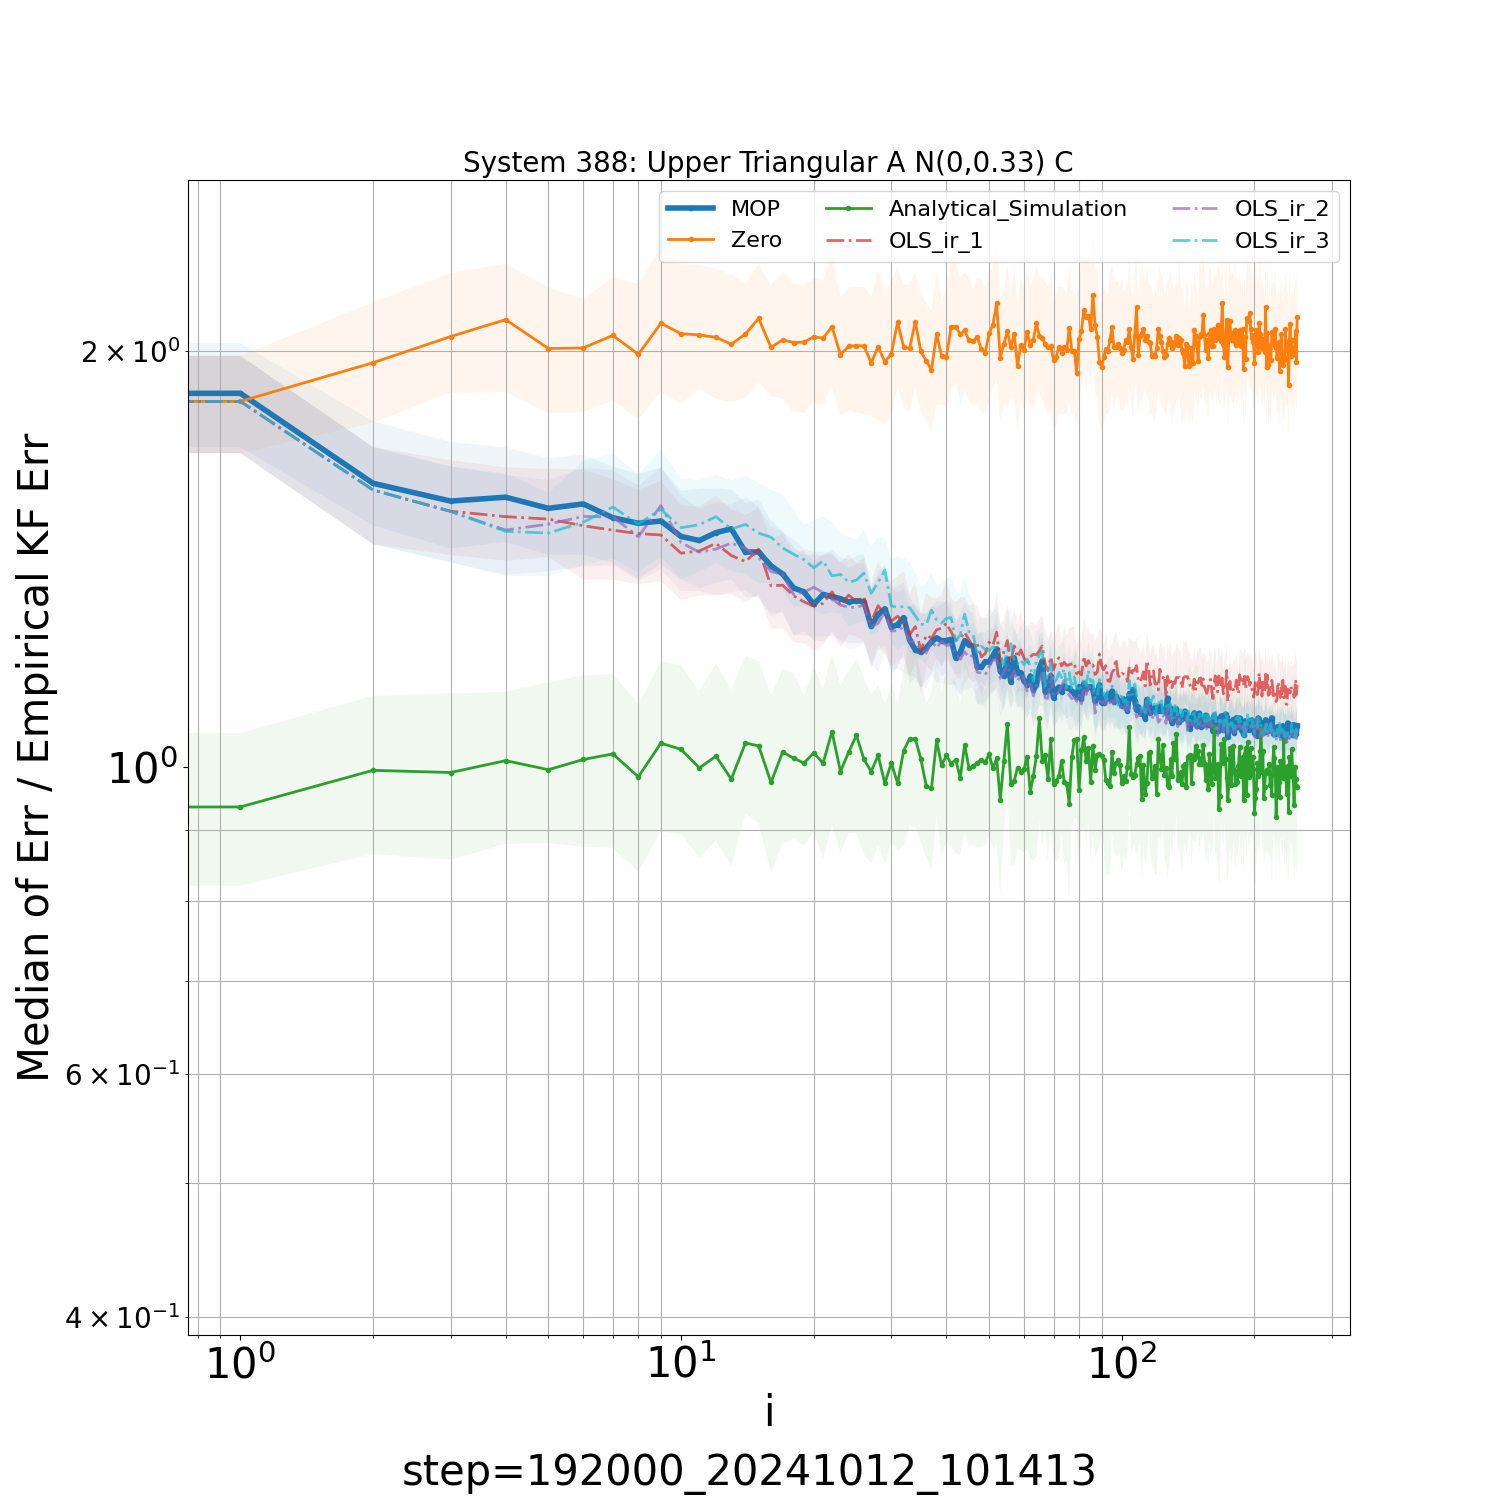 System 388: Upper Triangular A N(0,0.33) C
MOP
Zero
Analytical_Simulation
OLS_ir_1
OLS_ir_2
OLS_ir_3
Median of Err / Empirical KF Err
2 × 10⁰
10⁰
6 × 10⁻¹
4 × 10⁻¹
10⁰ 10¹ 10²
i
step=192000_20241012_101413